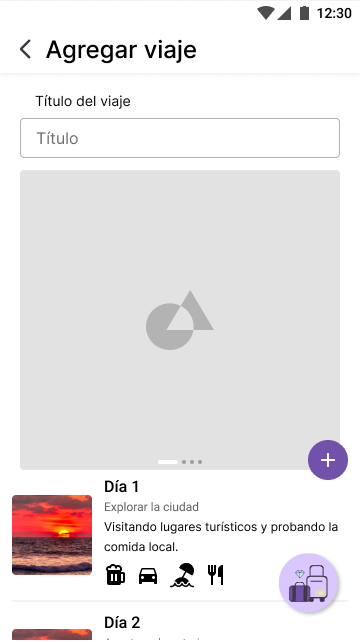 12:30
Agregar viaje
Título del viaje
Título
Día 1
Explorar la ciudad
Visitando lugares turísticos y probando la
comida local.
Día 2